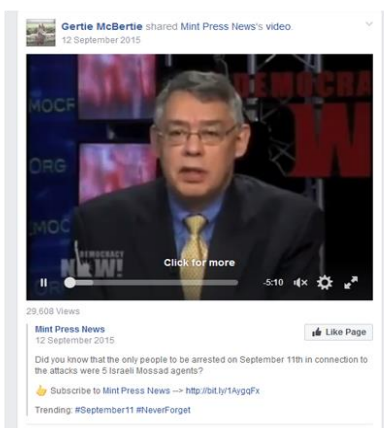 Gertie McBertie shared Mint Press News's video.
12 September 2015
DEMOCRA
MOCR
W
ORG
MOC
DEMOCRACY
NOW!
Click for more
-5:10
29,608 Views
Mint Press News
12 September 2015
Like Page
Did you know that the only people to be arrested on September 11th in connection to
the attacks were 5 Israeli Mossad agents?
Subscribe to Mint Press News --> http://bit.ly/1AygqFx
Trending: #September11 #NeverForget